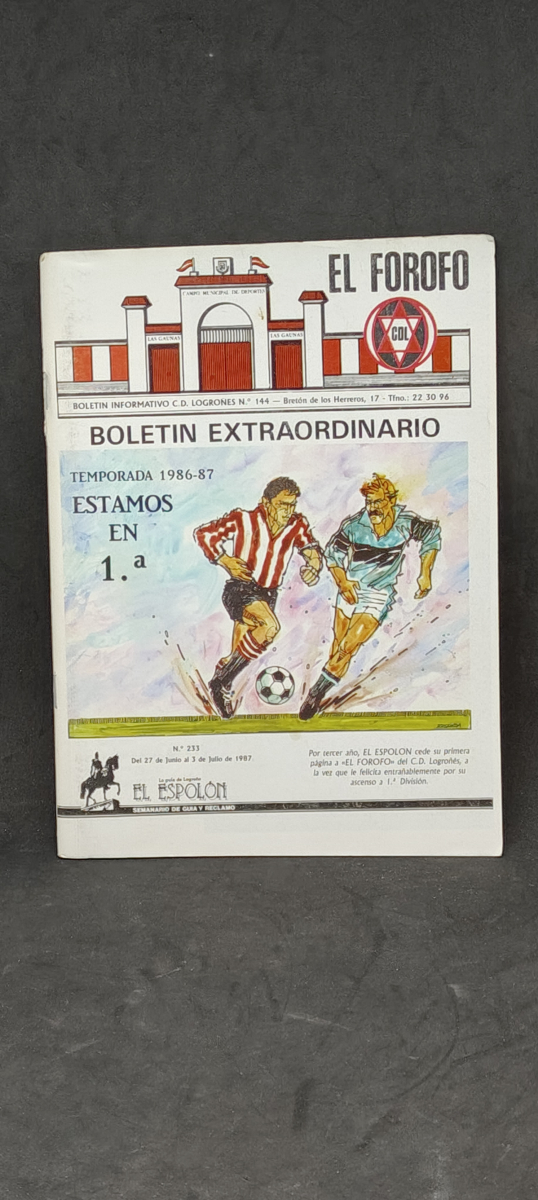 EL FOROFO
CAMPO MUNICIPAL DE DEPORTES
LAS GAUNAS
LAS GAUNAS
CDL
BOLETIN INFORMATIVO C.D. LOGROÑES N.º 144 — Bretón de los Herreros, 17 - Tfno.: 22 30 96
BOLETIN EXTRAORDINARIO
TEMPORADA 1986-87
ESTAMOS
EN
1.ª
N.º 233
Del 27 de Junio al 3 de Julio de 1987
La guía de Logroño
EL ESPOLÓN
SEMANARIO DE GUIA Y RECLAMO
Por tercer año, EL ESPOLON cede su primera
página a «EL FOROFO» del C.D. Logroñés, a
la vez que le felicita entrañablemente por su
ascenso a 1.ª División.